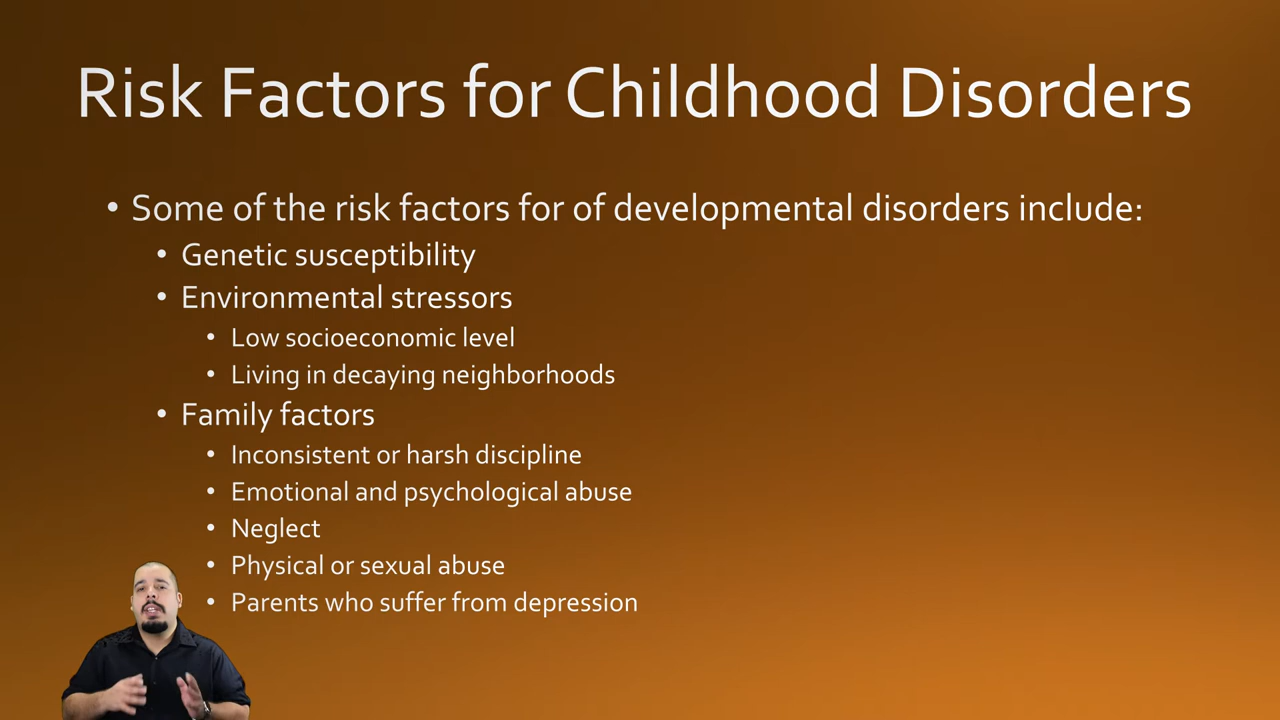 Risk Factors for Childhood Disorders
• Some of the risk factors for of developmental disorders include:
• Genetic susceptibility
• Environmental stressors
• Low socioeconomic level
• Living in decaying neighborhoods
• Family factors
• Inconsistent or harsh discipline
• Emotional and psychological abuse
• Neglect
• Physical or sexual abuse
• Parents who suffer from depression